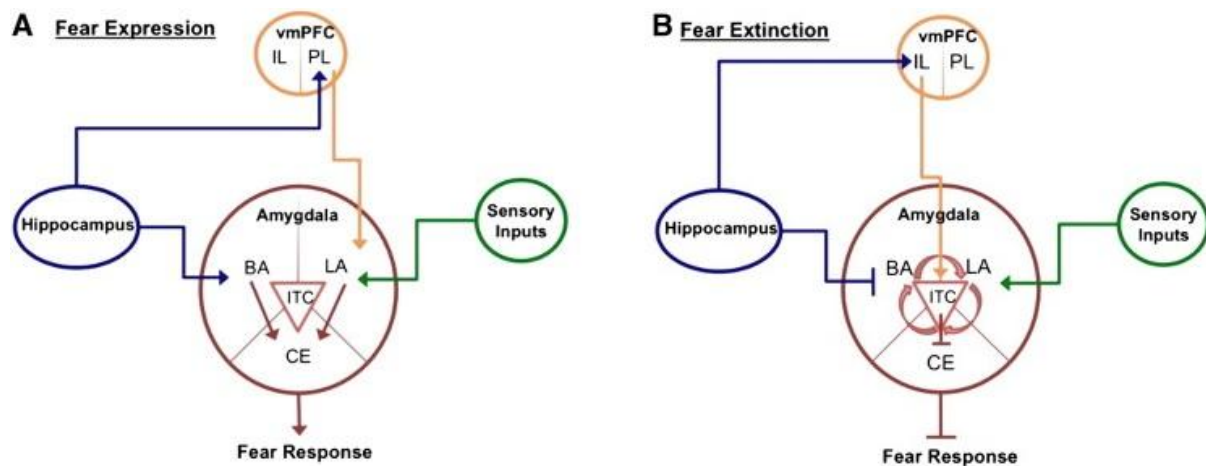 A Fear Expression
vmPFC
IL PL
Hippocampus
Amygdala
Sensory
Inputs
BA LA
ITC
CE
Fear Response
B Fear Extinction
vmPFC
IL PL
Hippocampus
Amygdala
Sensory
Inputs
BA LA
ITC
CE
Fear Response